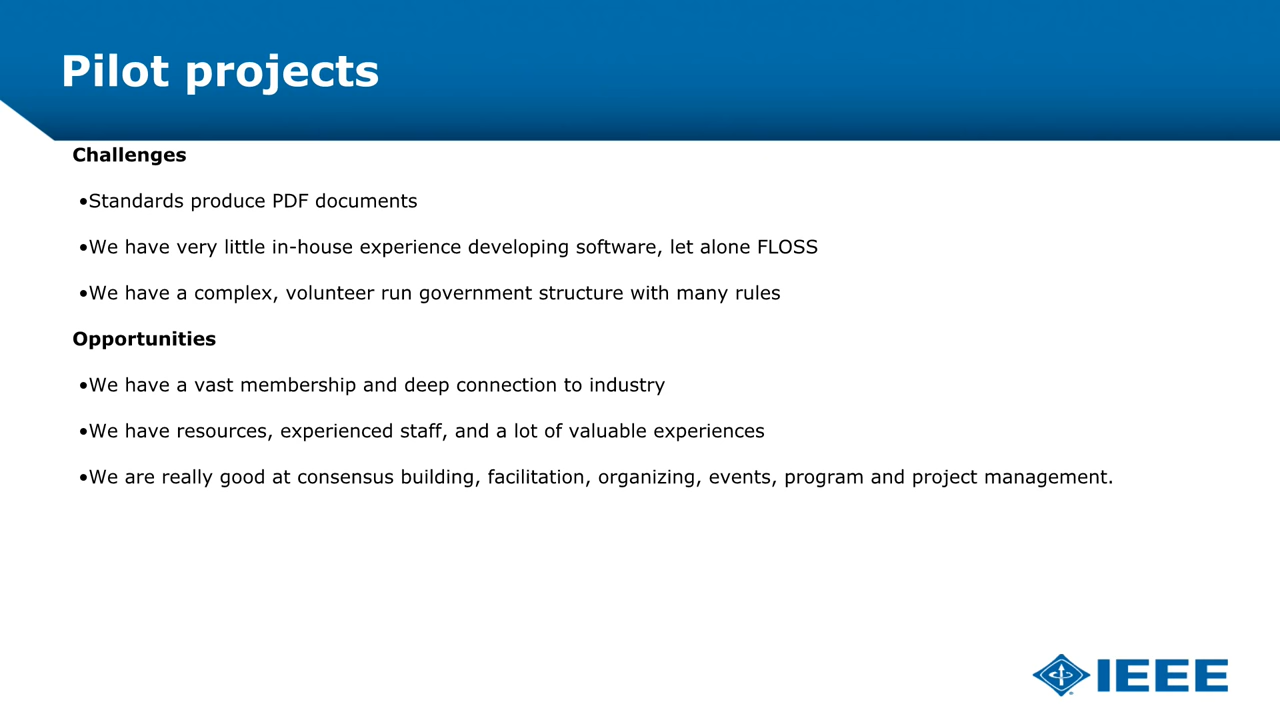 Pilot projects
Challenges
•Standards produce PDF documents
•We have very little in-house experience developing software, let alone FLOSS
•We have a complex, volunteer run government structure with many rules
Opportunities
•We have a vast membership and deep connection to industry
•We have resources, experienced staff, and a lot of valuable experiences
•We are really good at consensus building, facilitation, organizing, events, program and project management.
IEEE